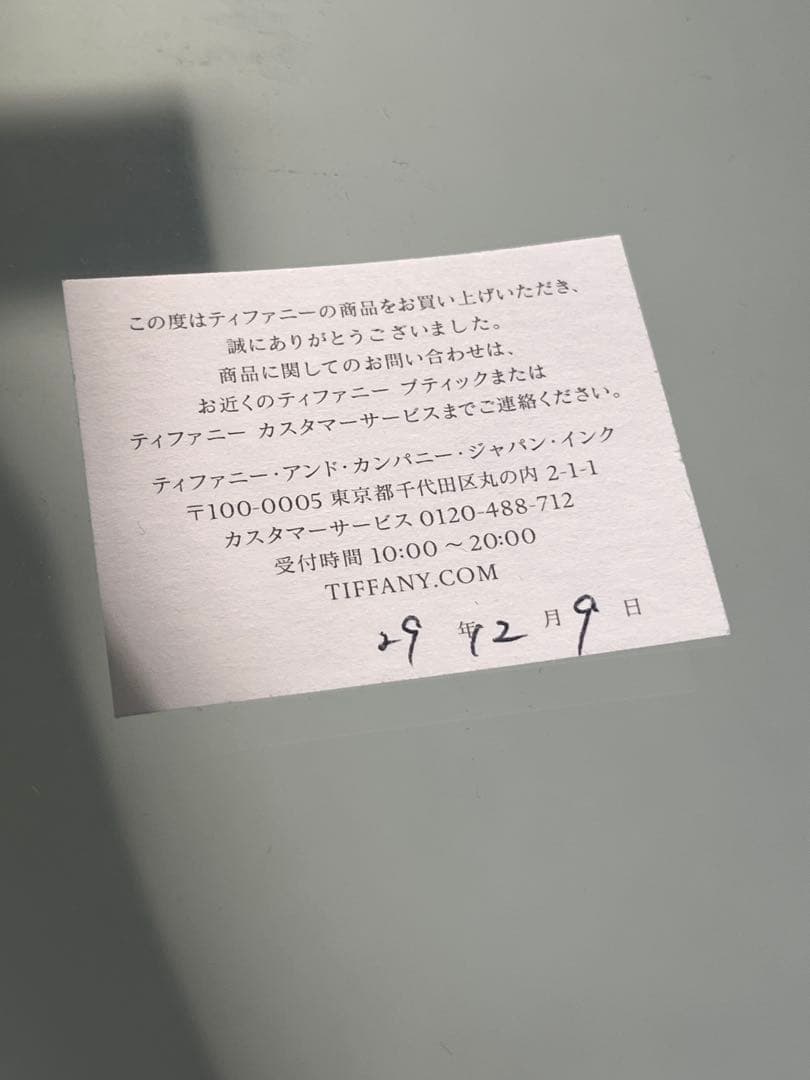 この度はティファニーの商品をお買い上げいただき、
誠にありがとうございました。
商品に関してのお問い合わせは、
お近くのティファニー ブティックまたは
ティファニー カスタマーサービスまでご連絡ください。
ティファニー・アンド・カンパニー・ジャパン・インク
〒100-0005 東京都千代田区丸の内 2-1-1
カスタマーサービス 0120-488-712
受付時間 10:00 〜 20:00
TIFFANY.COM
29 年 12 月 9 日